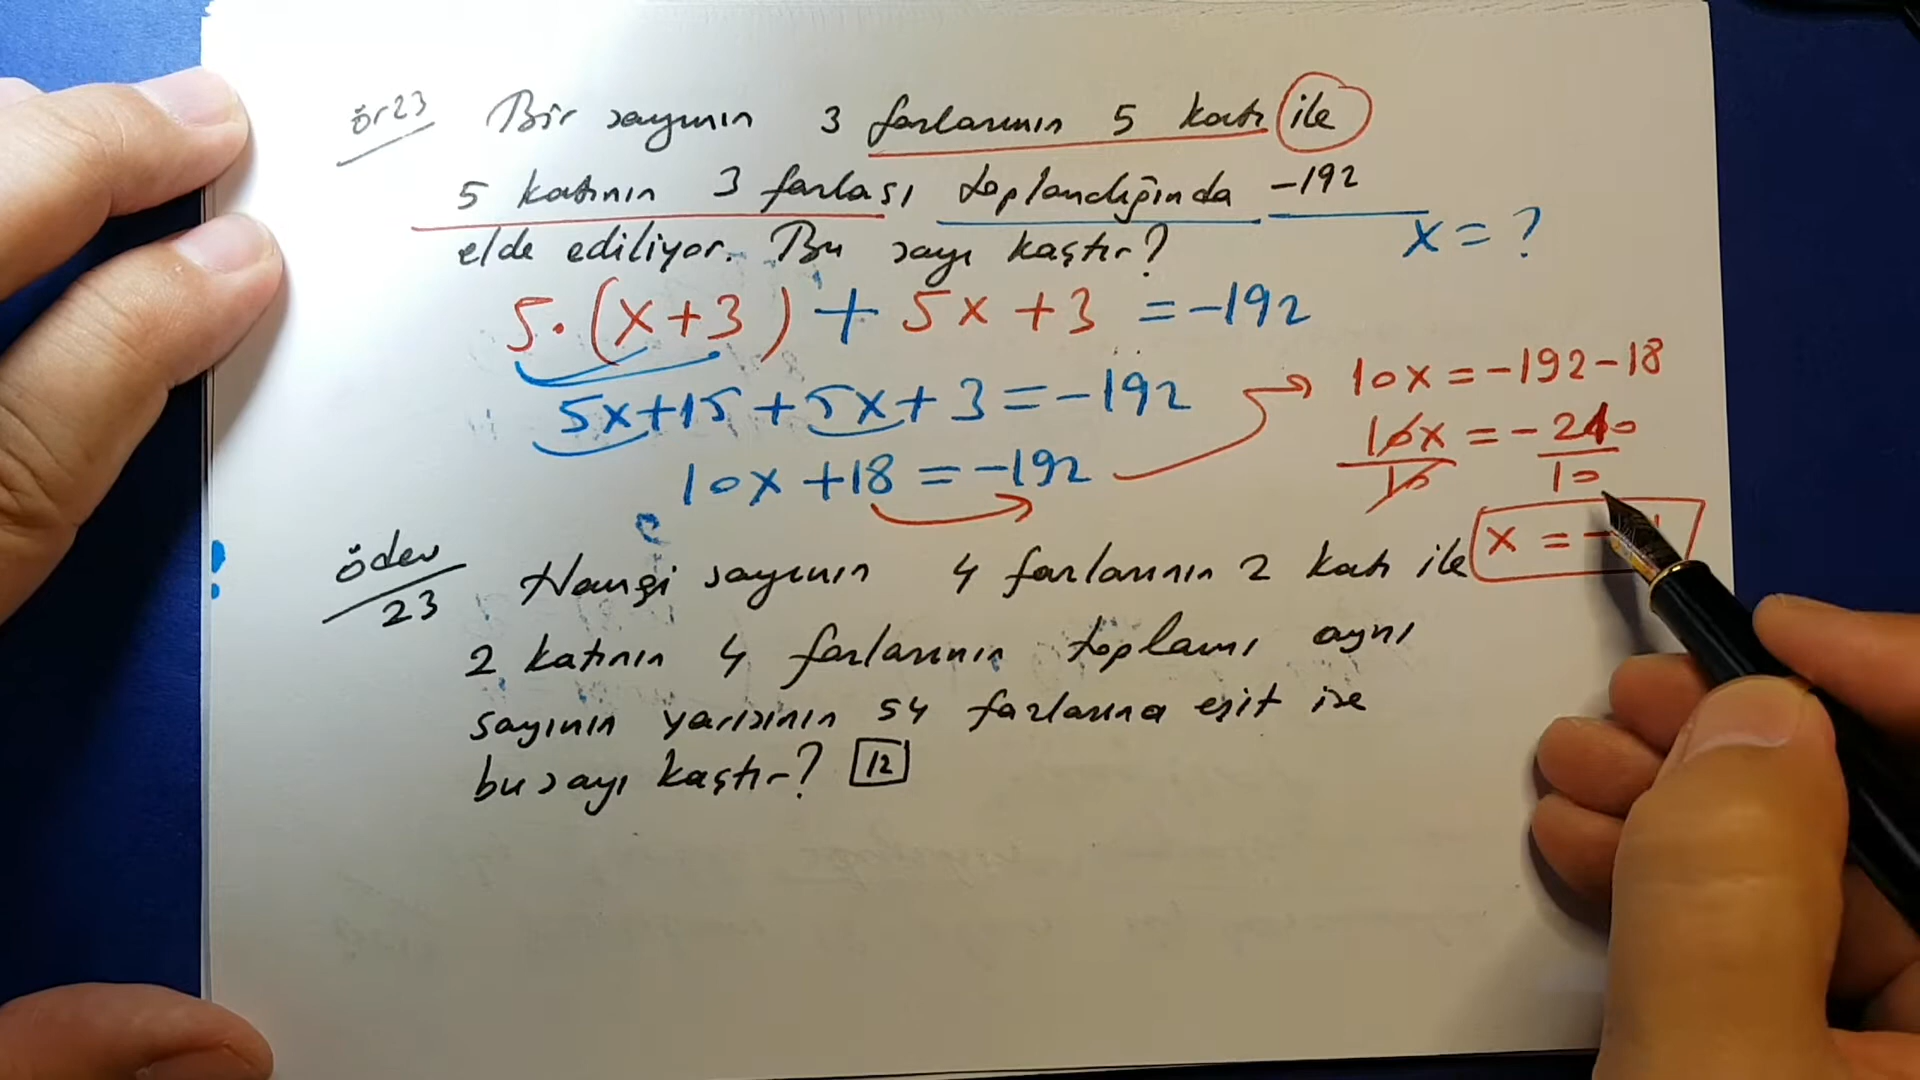 ör23 Bir sayının 3 fazlasının 5 katı ile
5 katının 3 fazlası toplandığında -192
elde ediliyor. Bu sayı kaçtır?
x = ?
5.(x+3) + 5x + 3 = -192
5x+15 + 5x + 3 = -192
10x + 18 = -192
10x = -192 - 18
10x = -210
10 10
x = -
ödev
23
Hangi sayının 4 fazlasının 2 katı ile
2 katının 4 fazlasının toplamı aynı
sayının yarısının 54 fazlasına eşit ise
bu sayı kaçtır? 12